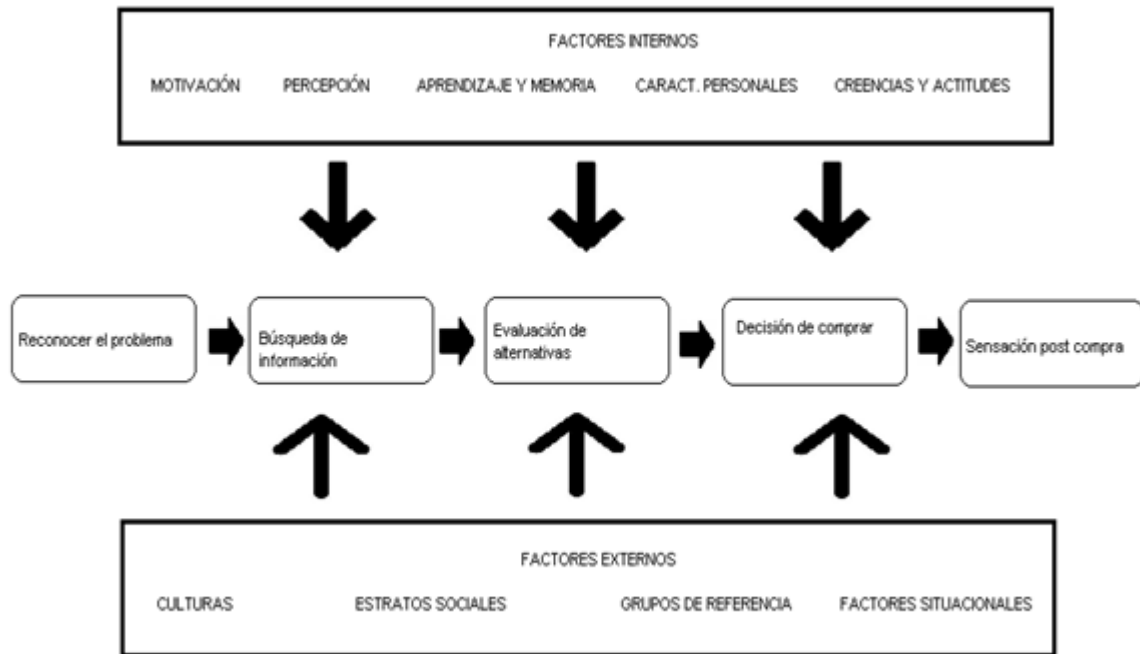 FACTORES INTERNOS
MOTIVACIÓN PERCEPCIÓN APRENDIZAJE Y MEMORIA CARACT. PERSONALES CREENCIAS Y ACTITUDES
Reconocer el problema
Búsqueda de
información
Evaluación de
alternativas
Decisión de comprar
Sensación post compra
FACTORES EXTERNOS
CULTURAS ESTRATOS SOCIALES GRUPOS DE REFERENCIA FACTORES SITUACIONALES